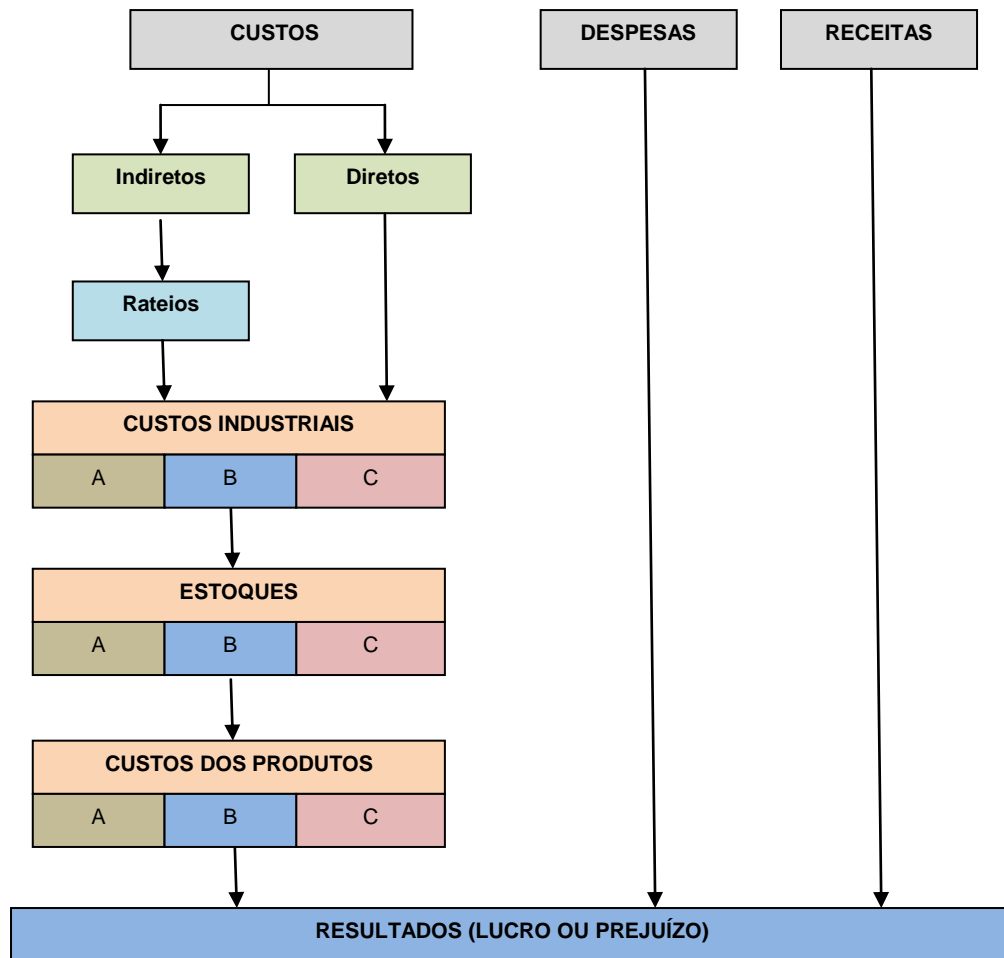 CUSTOS
DESPESAS
RECEITAS
Indiretos
Diretos
Rateios
CUSTOS INDUSTRIAIS
A
B
C
ESTOQUES
A
B
C
CUSTOS DOS PRODUTOS
A
B
C
RESULTADOS (LUCRO OU PREJUÍZO)